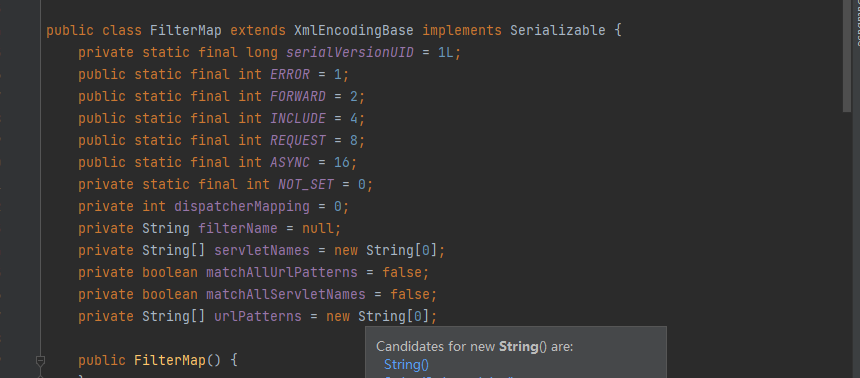 public class FilterMap extends XmlEncodingBase implements Serializable {
private static final long serialVersionUID = 1L;
public static final int ERROR = 1;
public static final int FORWARD = 2;
public static final int INCLUDE = 4;
public static final int REQUEST = 8;
public static final int ASYNC = 16;
private static final int NOT_SET = 0;
private int dispatcherMapping = 0;
private String filterName = null;
private String[] servletNames = new String[0];
private boolean matchAllUrlPatterns = false;
private boolean matchAllServletNames = false;
private String[] urlPatterns = new String[0];
Candidates for new String() are:
String()
public FilterMap() {